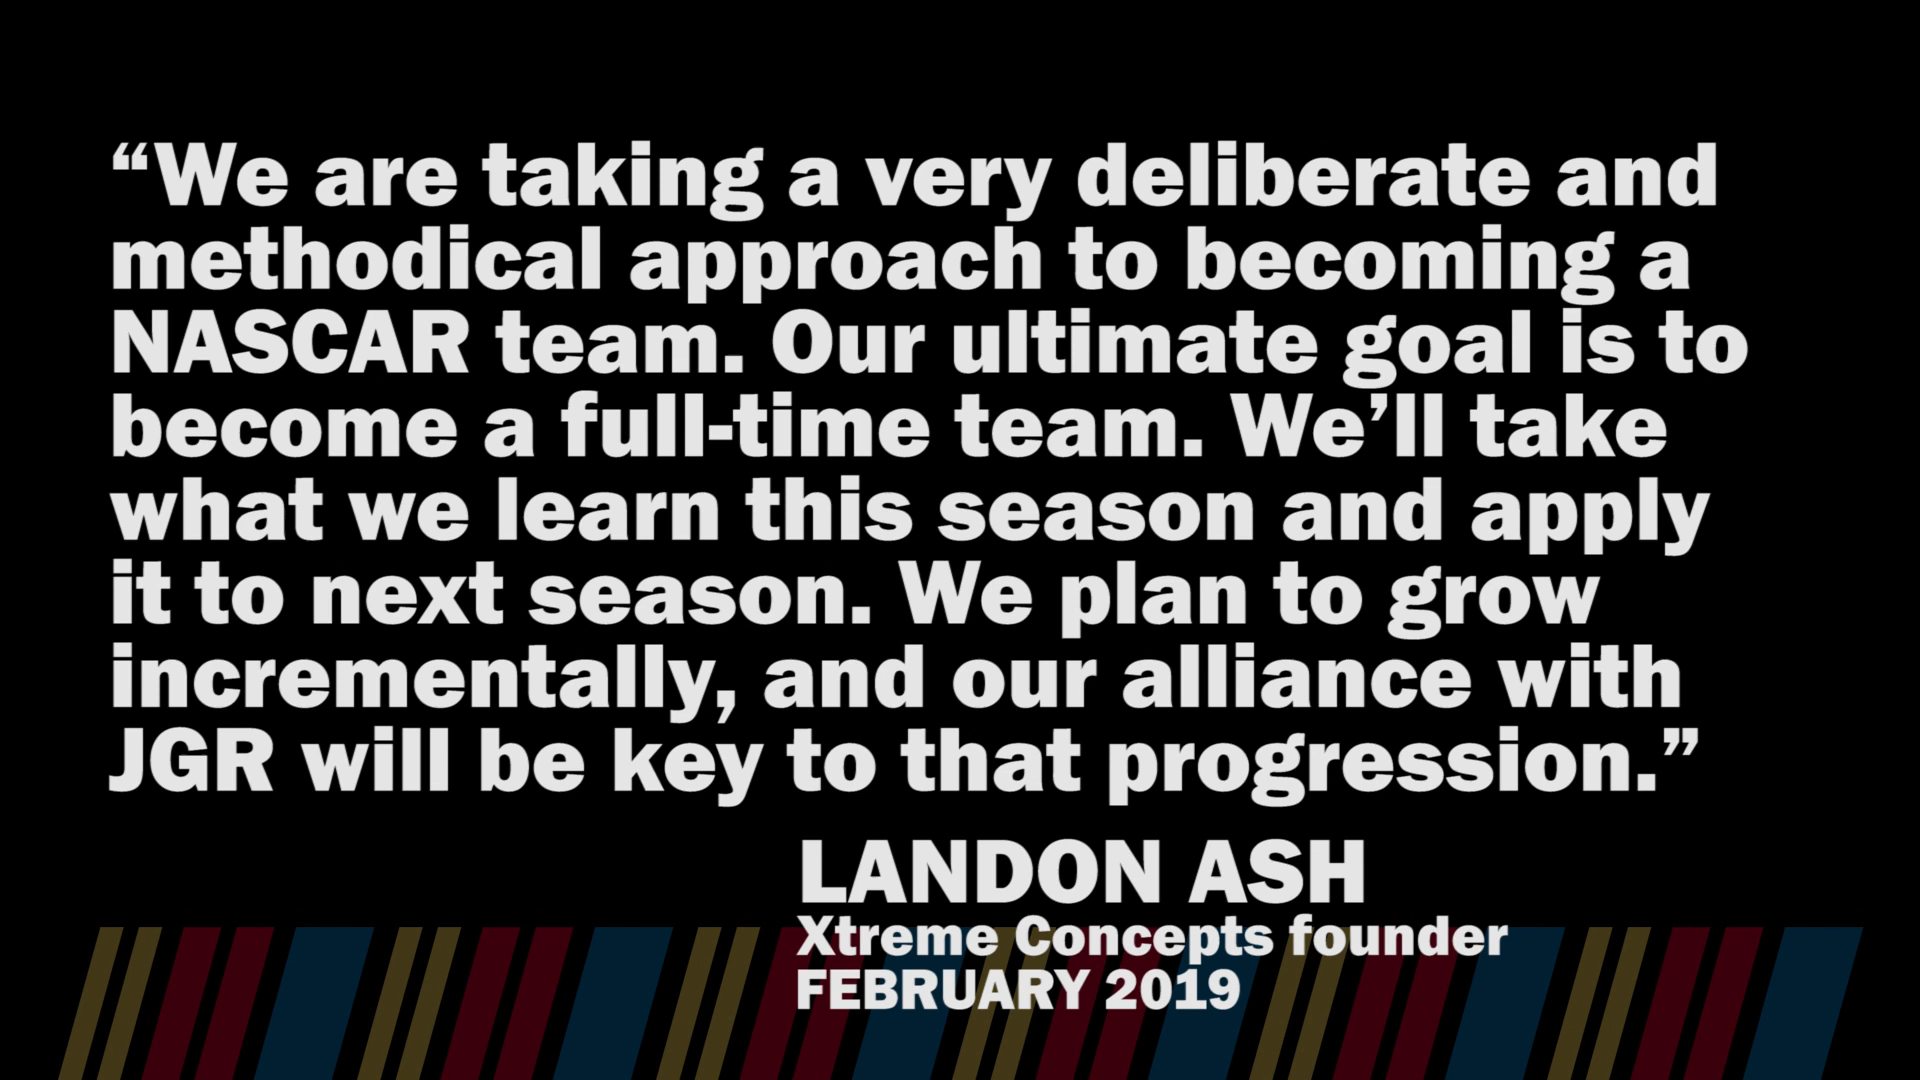 “We are taking a very deliberate and
methodical approach to becoming a
NASCAR team. Our ultimate goal is to
become a full-time team. We’ll take
what we learn this season and apply
it to next season. We plan to grow
incrementally, and our alliance with
JGR will be key to that progression.”
LANDON ASH
Xtreme Concepts founder
FEBRUARY 2019